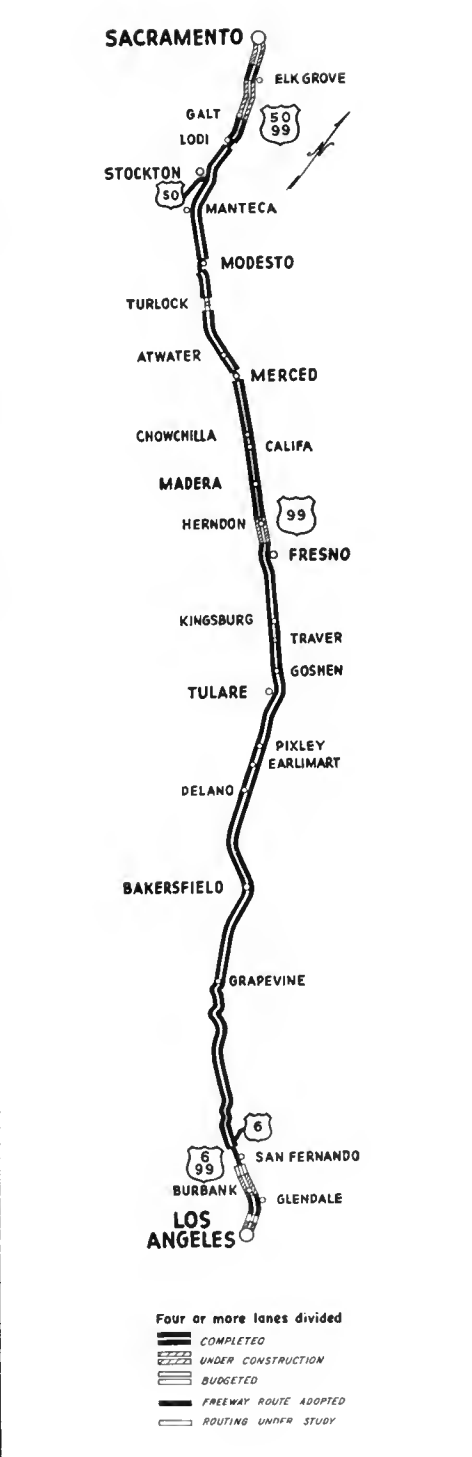 SACRAMENTO
ELK GROVE
GALT
50
99
LODI
N
STOCKTON
50
MANTECA
MODESTO
TURLOCK
ATWATER
MERCED
CHOWCHILLA
CALIFA
MADERA
99
HERNDON
FRESNO
KINGSBURG
TRAVER
GOSHEN
TULARE
PIXLEY
EARLIMART
DELANO
BAKERSFIELD
GRAPEVINE
6
6
99
SAN FERNANDO
BURBANK
GLENDALE
LOS
ANGELES
Four or more lanes divided
COMPLETED
UNDER CONSTRUCTION
BUDGETED
FREEWAY ROUTE ADOPTED
ROUTING UNDER STUDY